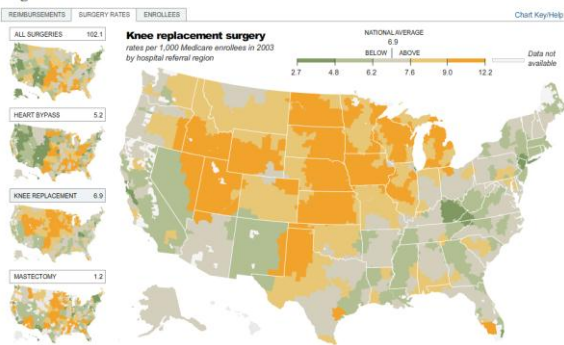 REIMBURSEMENTS SURGERY RATES ENROLLEES Chart Key/Help
ALL SURGERIES 102.1
HEART BYPASS 5.2
KNEE REPLACEMENT 6.9
MASTECTOMY 1.2
Knee replacement surgery
rates per 1,000 Medicare enrollees in 2003
by hospital referral region
NATIONAL AVERAGE
6.9
BELOW ABOVE
2.7 4.8 6.2 7.6 9.0 12.2
Data not
available